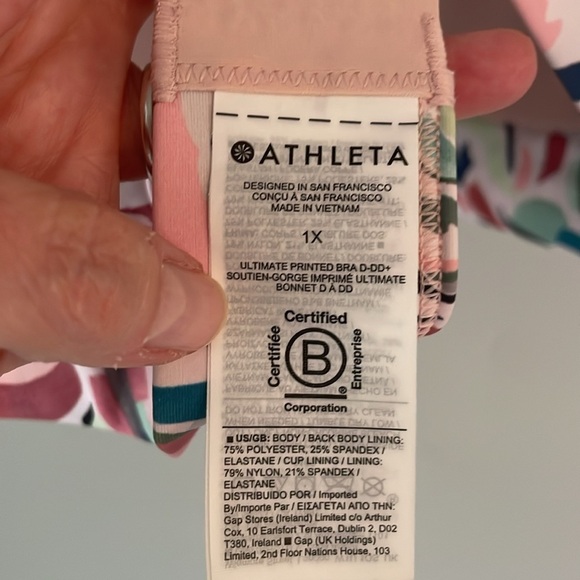 ATHLETA
DESIGNED IN SAN FRANCISCO
CONÇU À SAN FRANCISCO
MADE IN VIETNAM
1X
ULTIMATE PRINTED BRA D-DD+
SOUTIEN-GORGE IMPRIMÉ ULTIMATE
BONNET D À DD
Certified
Certifiée
B
Entreprise
®
Corporation
■ US/GB: BODY / BACK BODY LINING:
75% POLYESTER, 25% SPANDEX /
ELASTANE / CUP LINING / LINING:
79% NYLON, 21% SPANDEX /
ELASTANE
DISTRIBUIDO POR / Imported
By/Importe Par / ΕΙΣΑΓΕΤΑΙ ΑΠΟ ΤΗΝ:
Gap Stores (Ireland) Limited c/o Arthur
Cox, 10 Earlsfort Terrace, Dublin 2, D02
T380, Ireland ■ Gap (UK Holdings)
Limited, 2nd Floor Nations House, 103